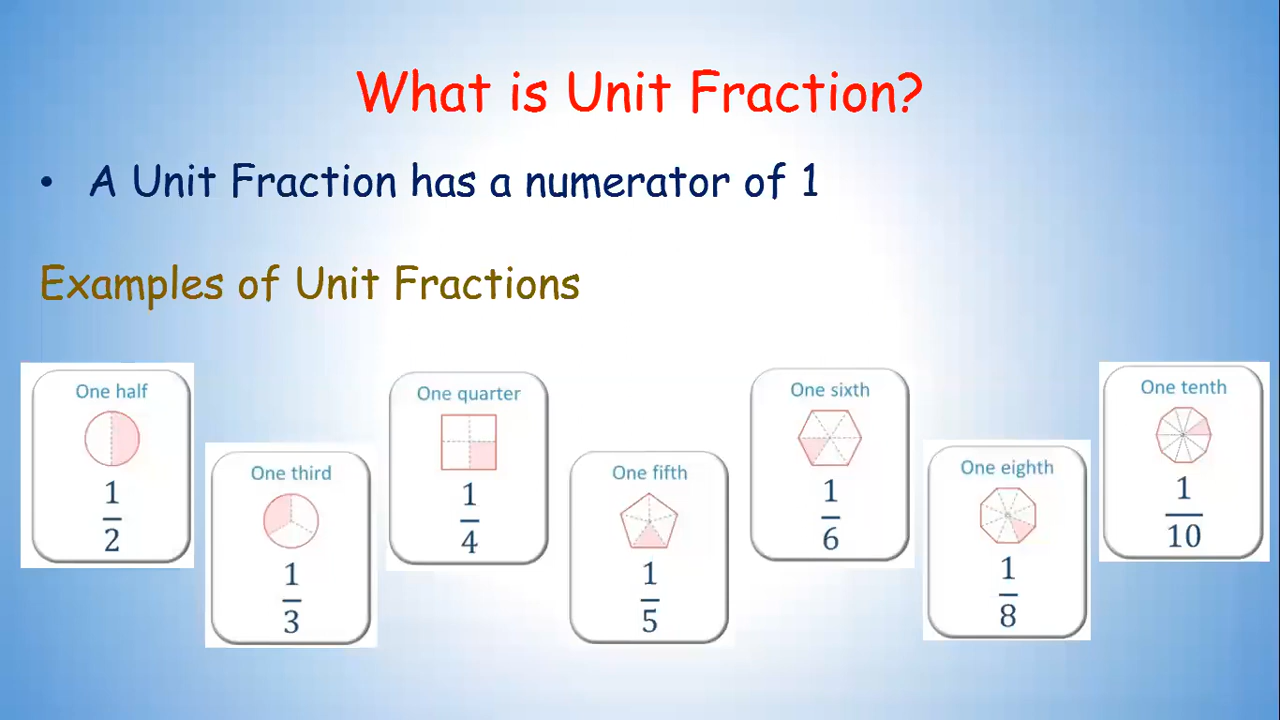 What is Unit Fraction?
• A Unit Fraction has a numerator of 1
Examples of Unit Fractions
One half
1
2
One third
1
3
One quarter
1
4
One fifth
1
5
One sixth
1
6
One eighth
1
8
One tenth
1
10